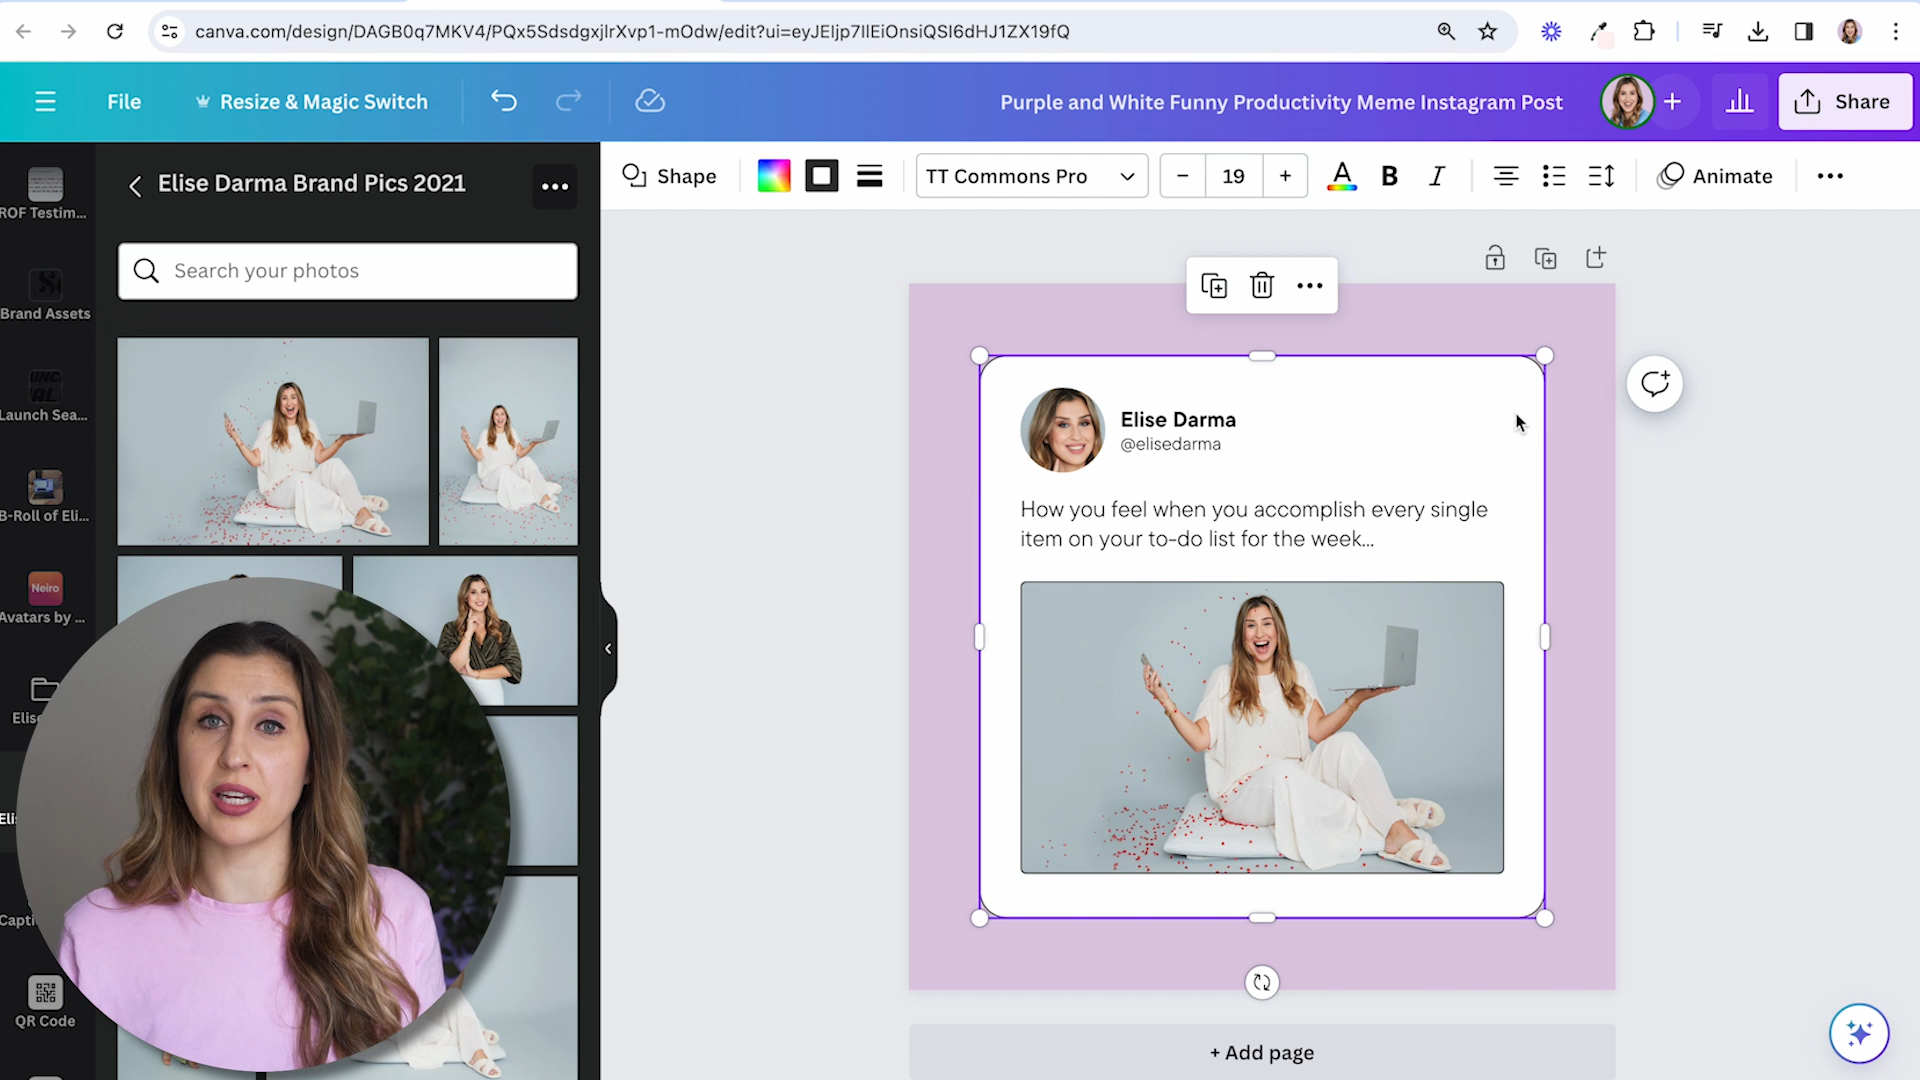 canva.com/design/DAGB0q7MKV4/PQx5SdsdgxjlrXvp1-mOdw/edit?ui=eyJEIjp7IlEiOnsiQSI6dHJ1ZX19fQ
File
Resize & Magic Switch
Purple and White Funny Productivity Meme Instagram Post
Share
ROF Testim...
Brand Assets
Launch Sea...
B-Roll of Eli...
Neiro
Avatars by ...
QR Code
Elise Darma Brand Pics 2021
Search your photos
Shape
TT Commons Pro
19
A
B
I
Animate
Elise Darma
@elisedarma
How you feel when you accomplish every single
item on your to-do list for the week...
+ Add page